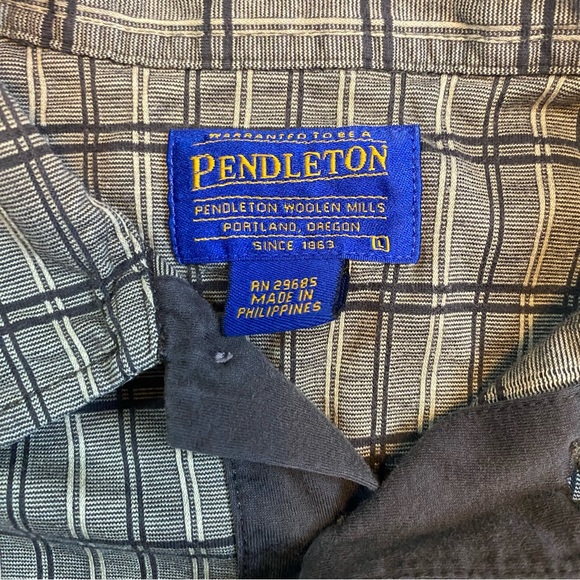 WARRANTED TO BE A
PENDLETON
PENDLETON WOOLEN MILLS
PORTLAND, OREGON
SINCE 1863
L
RN 29685
MADE IN
PHILIPPINES